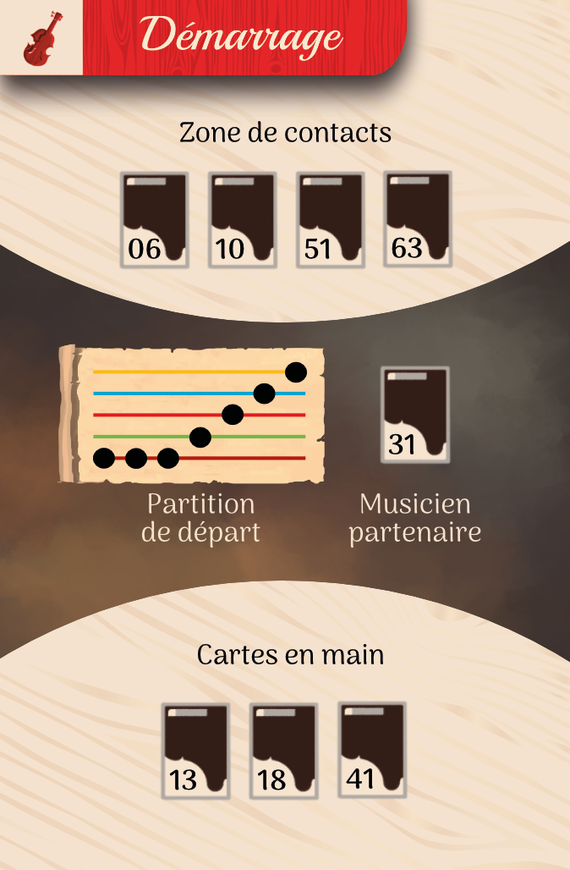 Démarrage
Zone de contacts
06 10 51 63
31
Partition
de départ
Musicien
partenaire
Cartes en main
13 18 41